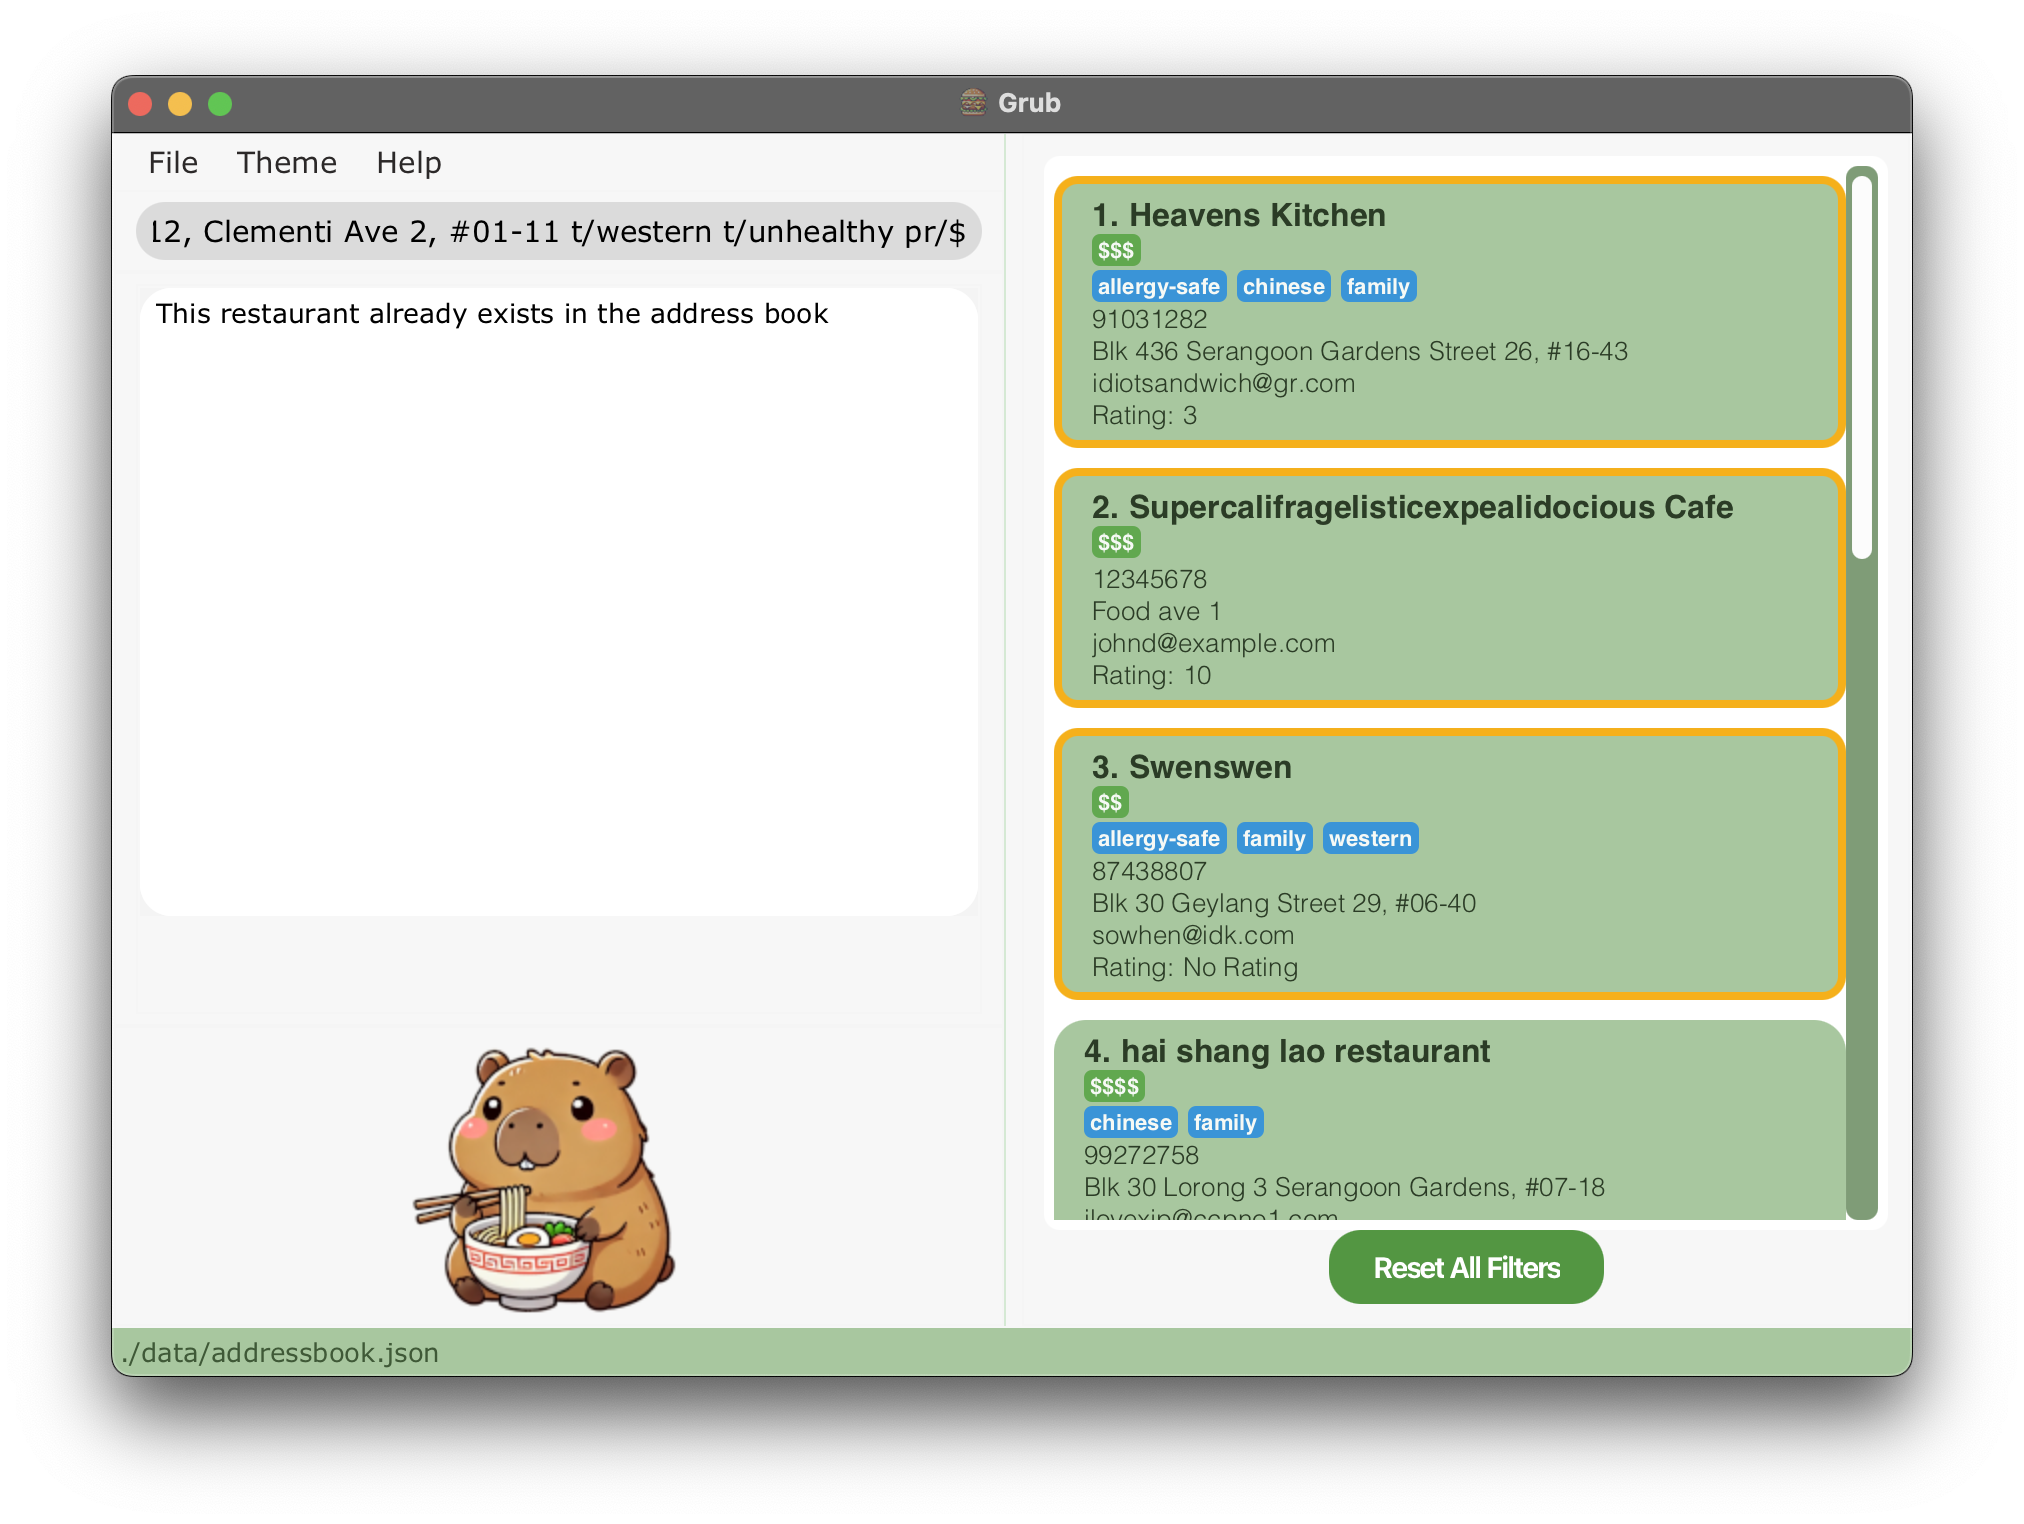 Grub
File Theme Help
12, Clementi Ave 2, #01-11 t/western t/unhealthy pr/$
This restaurant already exists in the address book
1. Heavens Kitchen
$$$
allergy-safe chinese family
91031282
Blk 436 Serangoon Gardens Street 26, #16-43
idiotsandwich@gr.com
Rating: 3
2. Supercalifragelisticexpealidocious Cafe
$$$
12345678
Food ave 1
johnd@example.com
Rating: 10
3. Swenswen
$$
allergy-safe family western
87438807
Blk 30 Geylang Street 29, #06-40
sowhen@idk.com
Rating: No Rating
4. hai shang lao restaurant
$$$$
chinese family
99272758
Blk 30 Lorong 3 Serangoon Gardens, #07-18
Reset All Filters
./data/addressbook.json